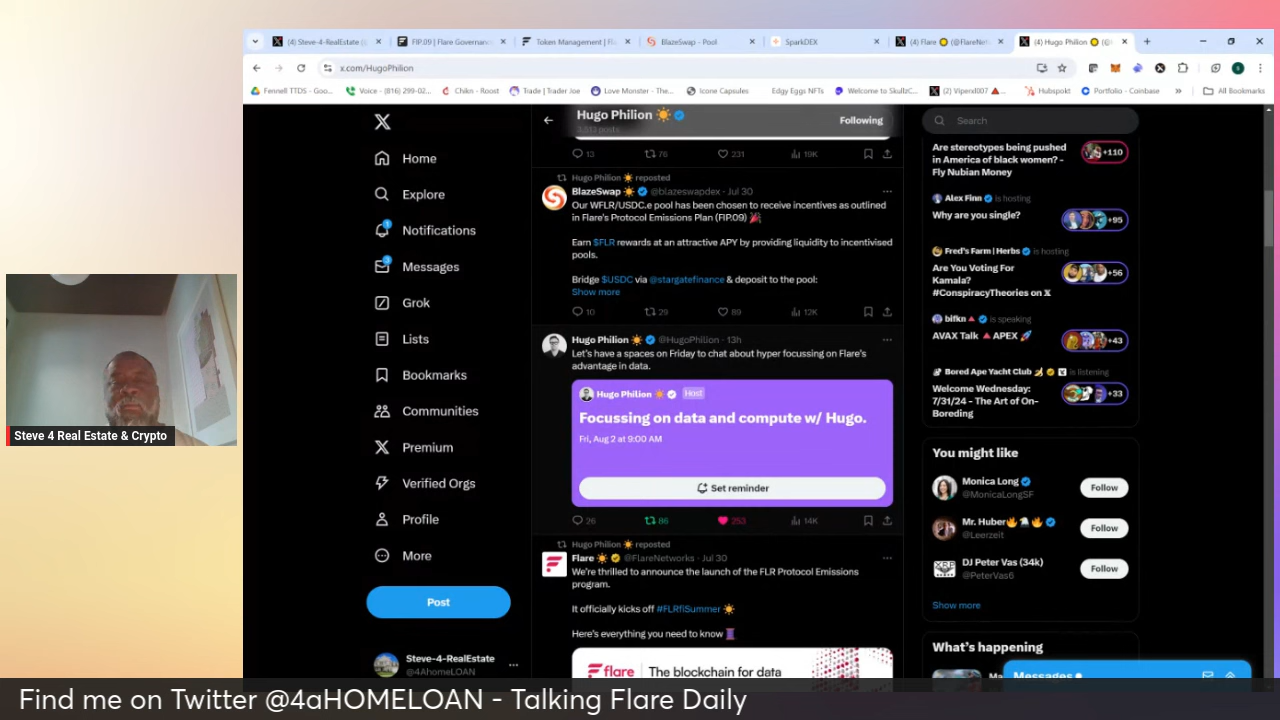 (4) Steve-4-RealEstate (
FIP.09 | Flare Governanc
Token Management | Fl
BlazeSwap - Pool
SparkDEX
(4) Flare (@FlareNet
(4) Hugo Philion (@
x.com/HugoPhilion
Fennell TTDS - Goo...
Voice - (816) 299-02...
Chikn - Roost
Trade | Trader Joe
Love Monster - The...
Icone Capsules
Edgy Eggs NFTs
Welcome to SkullzC...
(2) Viperd007
Hubspokt
Portfolio - Coinbase
All Bookmarks
Home
Explore
Notifications
Messages
Grok
Lists
Bookmarks
Communities
Premium
Verified Orgs
Profile
More
Post
Steve-4-RealEstate
@4AhomeLOAN
Hugo Philion
Following
13 76 231 19K
Hugo Philion reposted
BlazeSwap @blazeswapdex · Jul 30
Our WFLR/USDC.e pool has been chosen to receive incentives as outlined
in Flare's Protocol Emissions Plan (FIP.09)
Earn $FLR rewards at an attractive APY by providing liquidity to incentivised
pools.
Bridge $USDC via @stargatefinance & deposit to the pool:
Show more
10 29 89 12K
Hugo Philion @HugoPhilion · 13h
Let's have a spaces on Friday to chat about hyper focussing on Flare's
advantage in data.
Hugo Philion Host
Focussing on data and compute w/ Hugo.
Fri, Aug 2 at 9:00 AM
Set reminder
26 86 253 14K
Hugo Philion reposted
Flare @FlareNetworks · Jul 30
We're thrilled to announce the launch of the FLR Protocol Emissions
program.
It officially kicks off #FLRfiSummer
Here's everything you need to know
flare The blockchain for data
Search
Are stereotypes being pushed
in America of black women? -
Fly Nubian Money
+110
Alex Finn is hosting
Why are you single?
+95
Fred's Farm | Herbs is hosting
Are You Voting For
Kamala?
#ConspiracyTheories on X
+56
bifkn is speaking
AVAX Talk APEX
+43
Bored Ape Yacht Club is listening
Welcome Wednesday:
7/31/24 - The Art of On-
Boreding
+33
You might like
Monica Long
@MonicaLongSF
Follow
Mr. Huber
@Leerzeit
Follow
DJ Peter Vas (34k)
@PeterVas6
Follow
Show more
What's happening
Messages
Steve 4 Real Estate & Crypto
Find me on Twitter @4aHOMELOAN - Talking Flare Daily